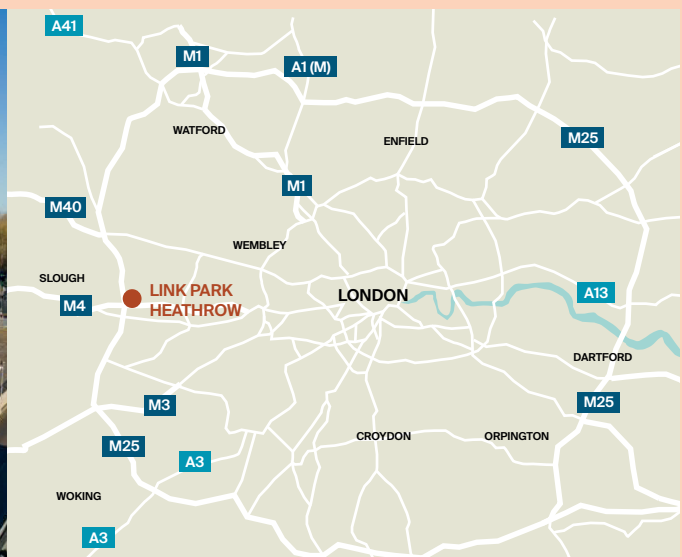 A41
M1
A1 (M)
WATFORD
ENFIELD
M25
M1
M40
WEMBLEY
SLOUGH
LINK PARK
HEATHROW
LONDON
A13
M4
DARTFORD
M25
M3
CROYDON
ORPINGTON
M25
A3
WOKING
A3